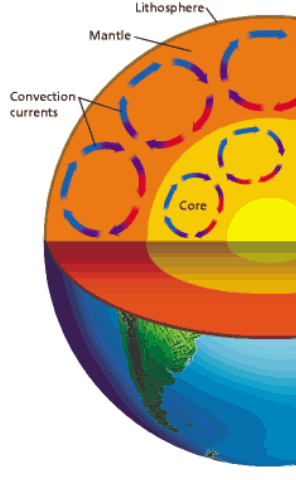 Lithosphere
Mantle
Convection
currents
Core